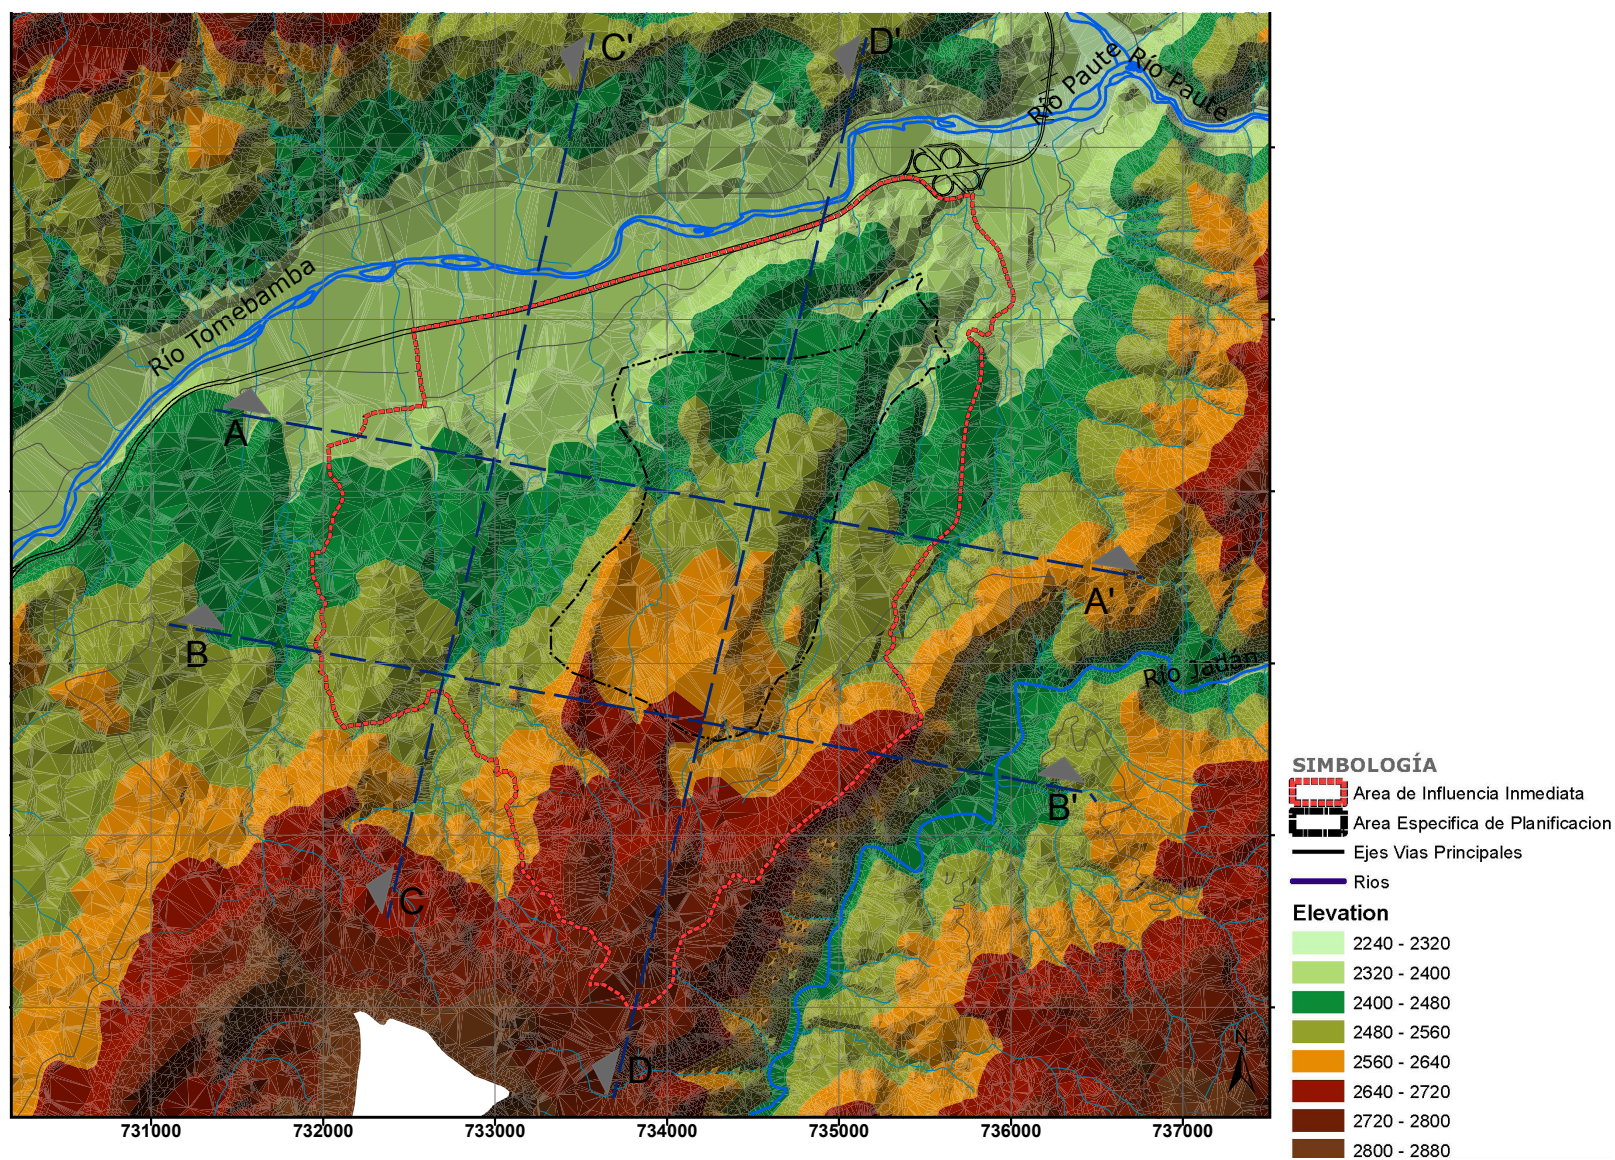 C'
D'
Río Paute
Río Paute
Río Tomebamba
A
A'
B
Río Jadán
B'
C
D
N
731000
732000
733000
734000
735000
736000
737000
SIMBOLOGÍA
Area de Influencia Inmediata
Area Especifica de Planificacion
Ejes Vias Principales
Rios
Elevation
2240 - 2320
2320 - 2400
2400 - 2480
2480 - 2560
2560 - 2640
2640 - 2720
2720 - 2800
2800 - 2880